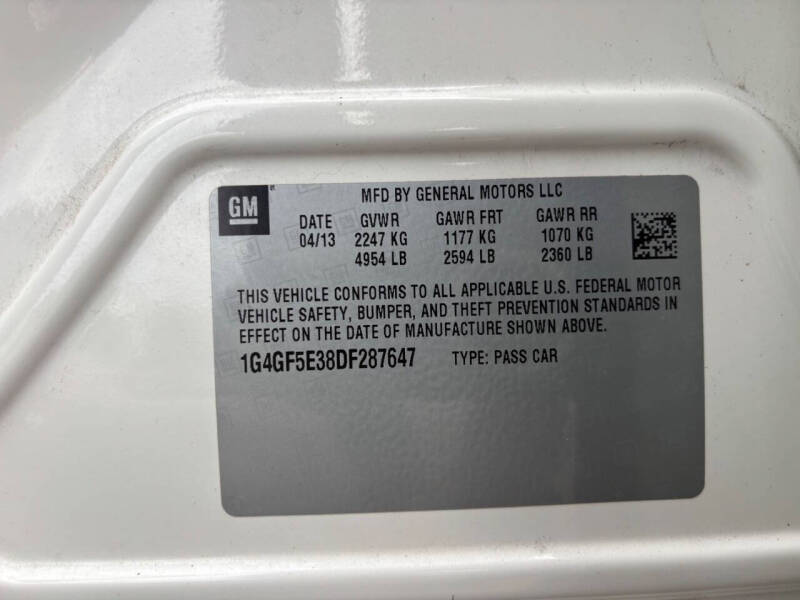 GM
MFD BY GENERAL MOTORS LLC
DATE GVWR GAWR FRT GAWR RR
04/13 2247 KG 1177 KG 1070 KG
4954 LB 2594 LB 2360 LB
THIS VEHICLE CONFORMS TO ALL APPLICABLE U.S. FEDERAL MOTOR
VEHICLE SAFETY, BUMPER, AND THEFT PREVENTION STANDARDS IN
EFFECT ON THE DATE OF MANUFACTURE SHOWN ABOVE.
1G4GF5E38DF287647 TYPE: PASS CAR